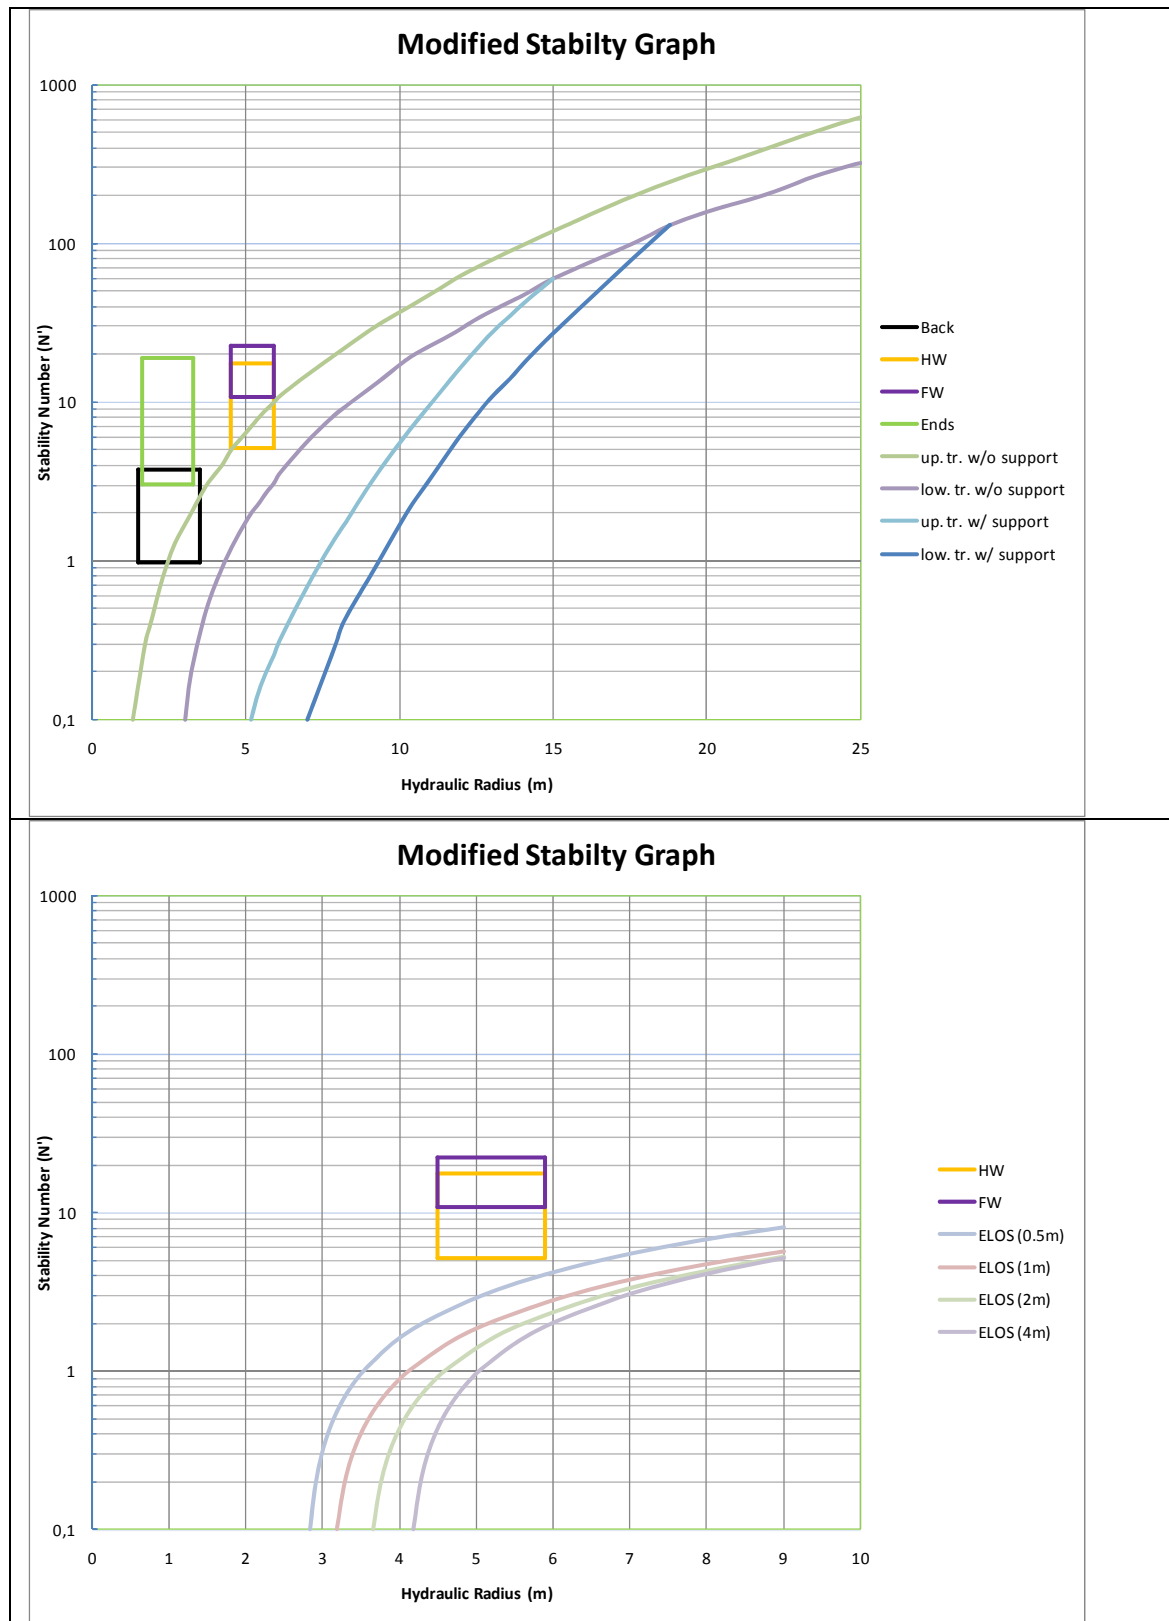 Modified Stabilty Graph
1000
100
10
1
0,1
Stability Number (N')
0 5 10 15 20 25
Hydraulic Radius (m)
Back
HW
FW
Ends
up. tr. w/o support
low. tr. w/o support
up. tr. w/ support
low. tr. w/ support
Modified Stabilty Graph
1000
100
10
1
0,1
Stability Number (N')
0 1 2 3 4 5 6 7 8 9 10
Hydraulic Radius (m)
HW
FW
ELOS (0.5m)
ELOS (1m)
ELOS (2m)
ELOS (4m)